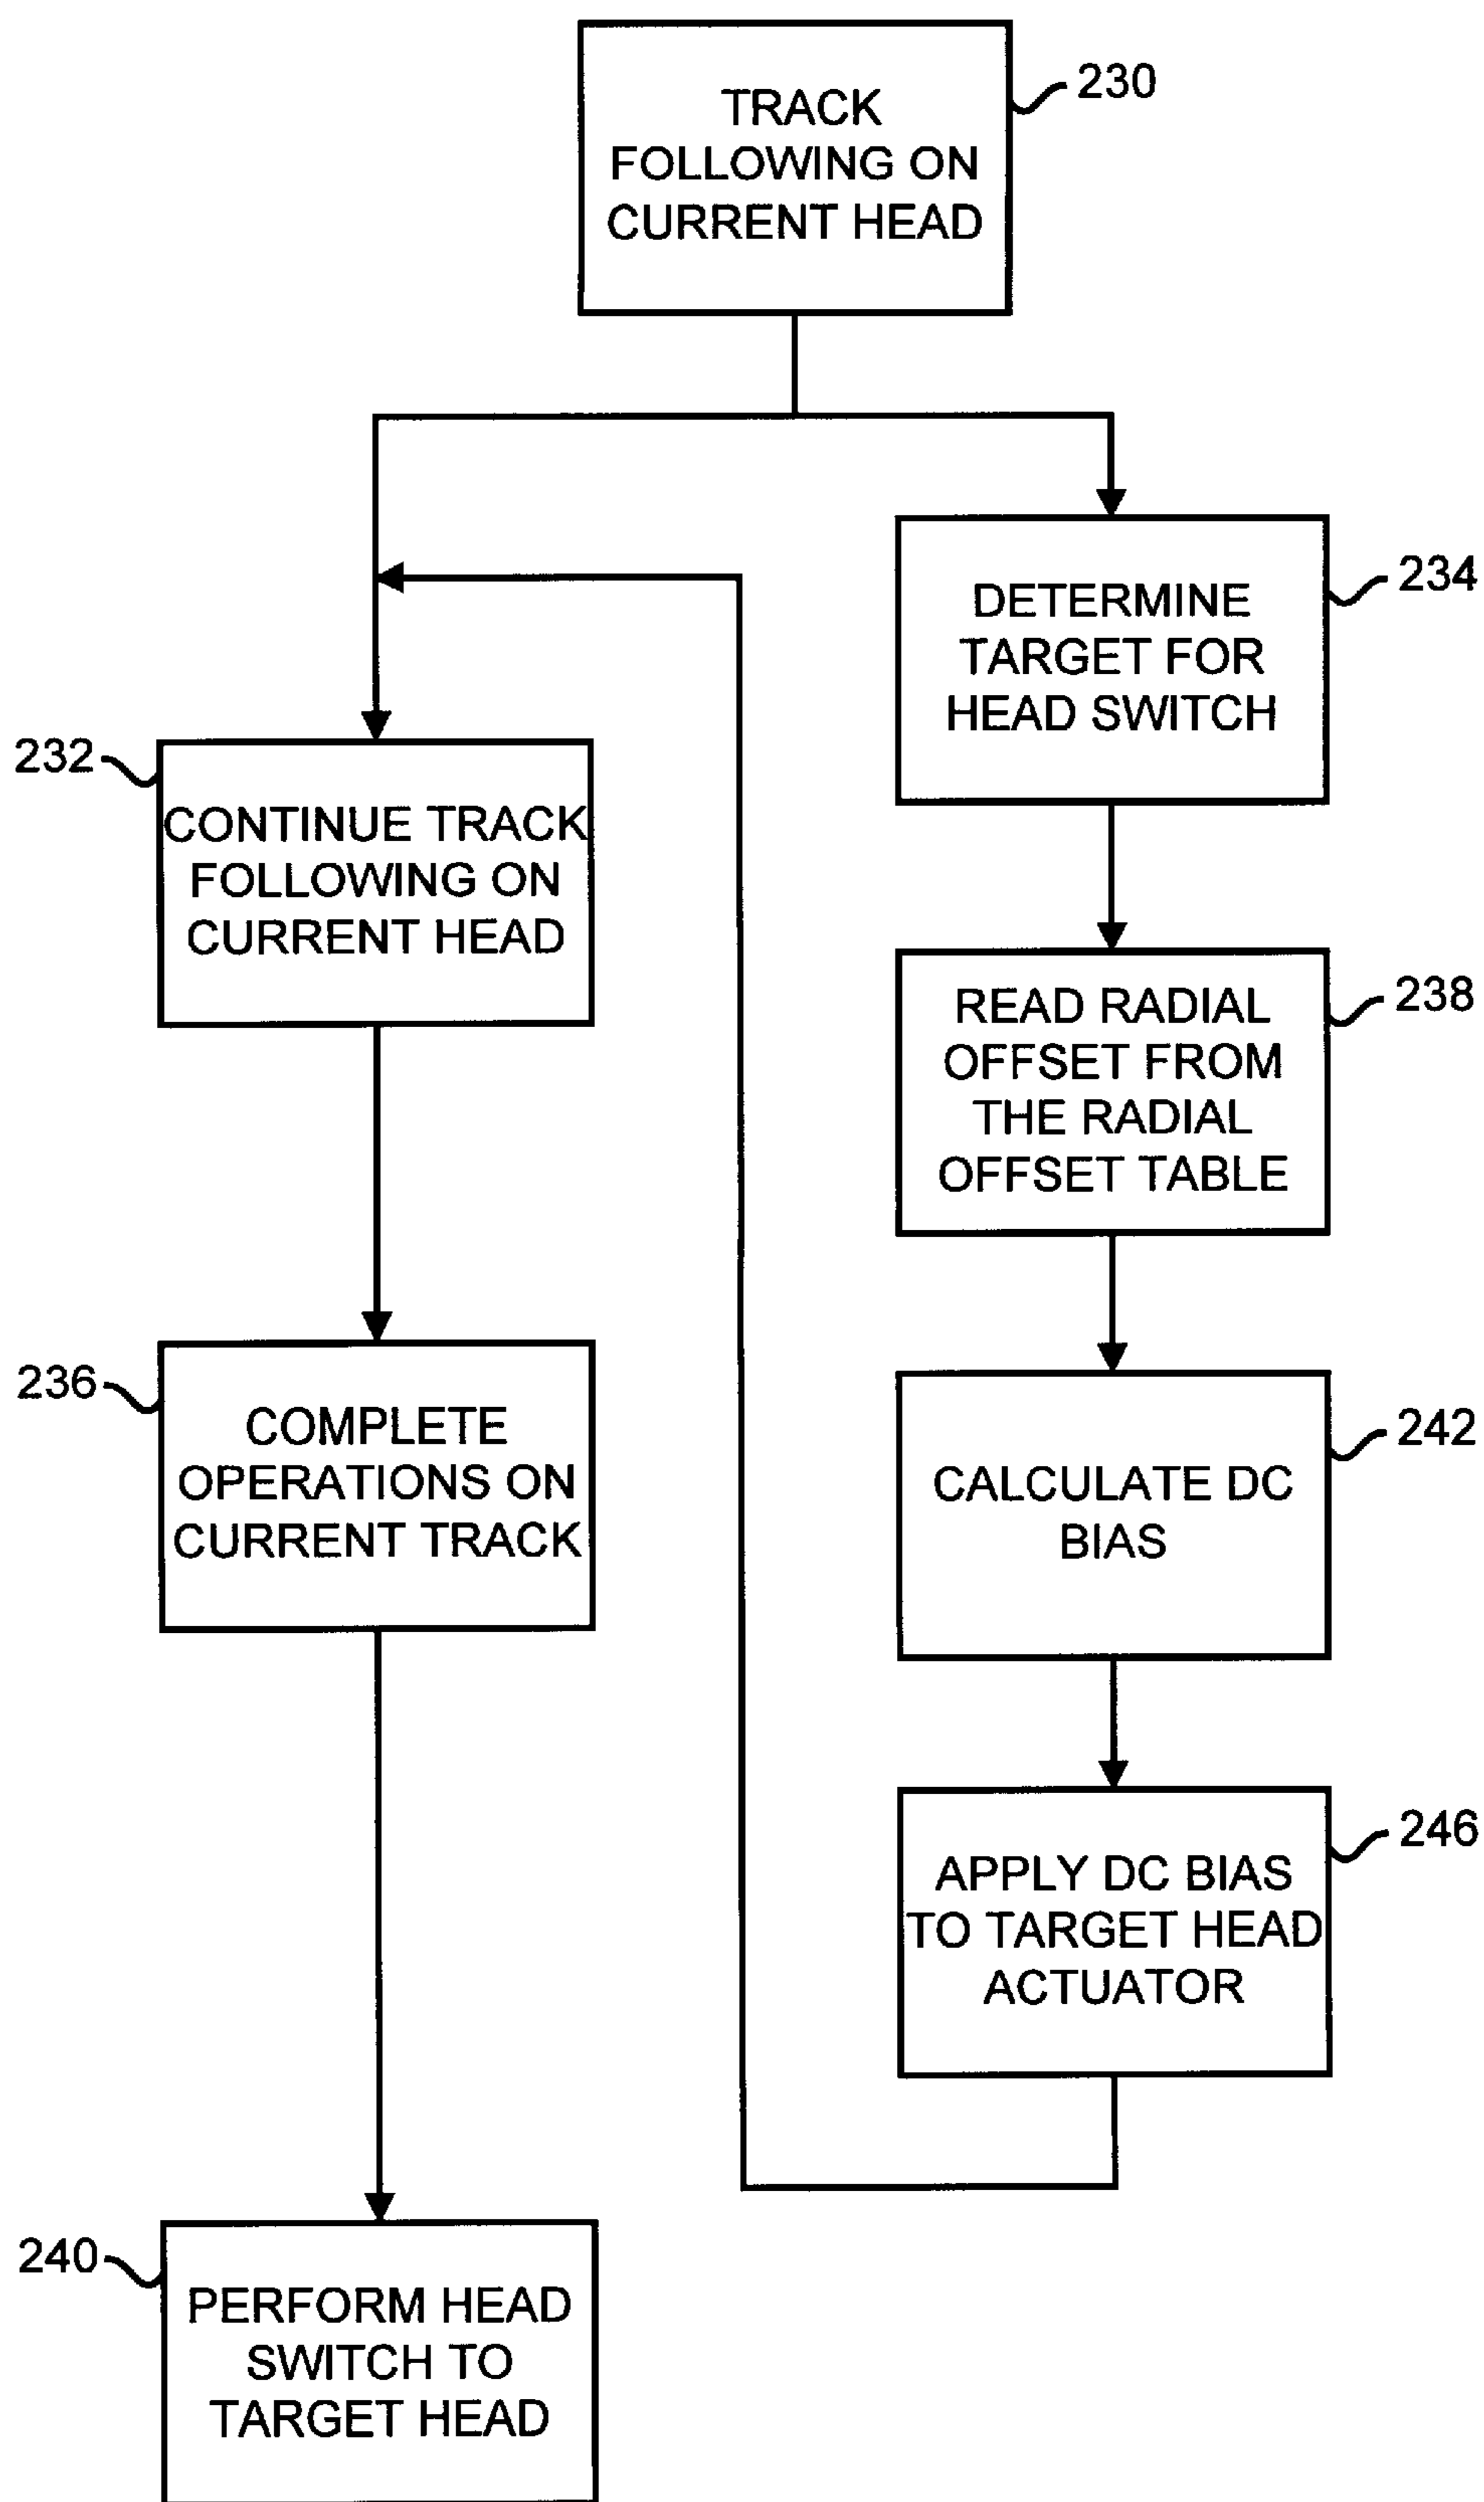 TRACK
FOLLOWING ON
CURRENT HEAD
230
DETERMINE
TARGET FOR
HEAD SWITCH
234
232
CONTINUE TRACK
FOLLOWING ON
CURRENT HEAD
READ RADIAL
OFFSET FROM
THE RADIAL
OFFSET TABLE
238
236
COMPLETE
OPERATIONS ON
CURRENT TRACK
CALCULATE DC
BIAS
242
APPLY DC BIAS
TO TARGET HEAD
ACTUATOR
246
240
PERFORM HEAD
SWITCH TO
TARGET HEAD